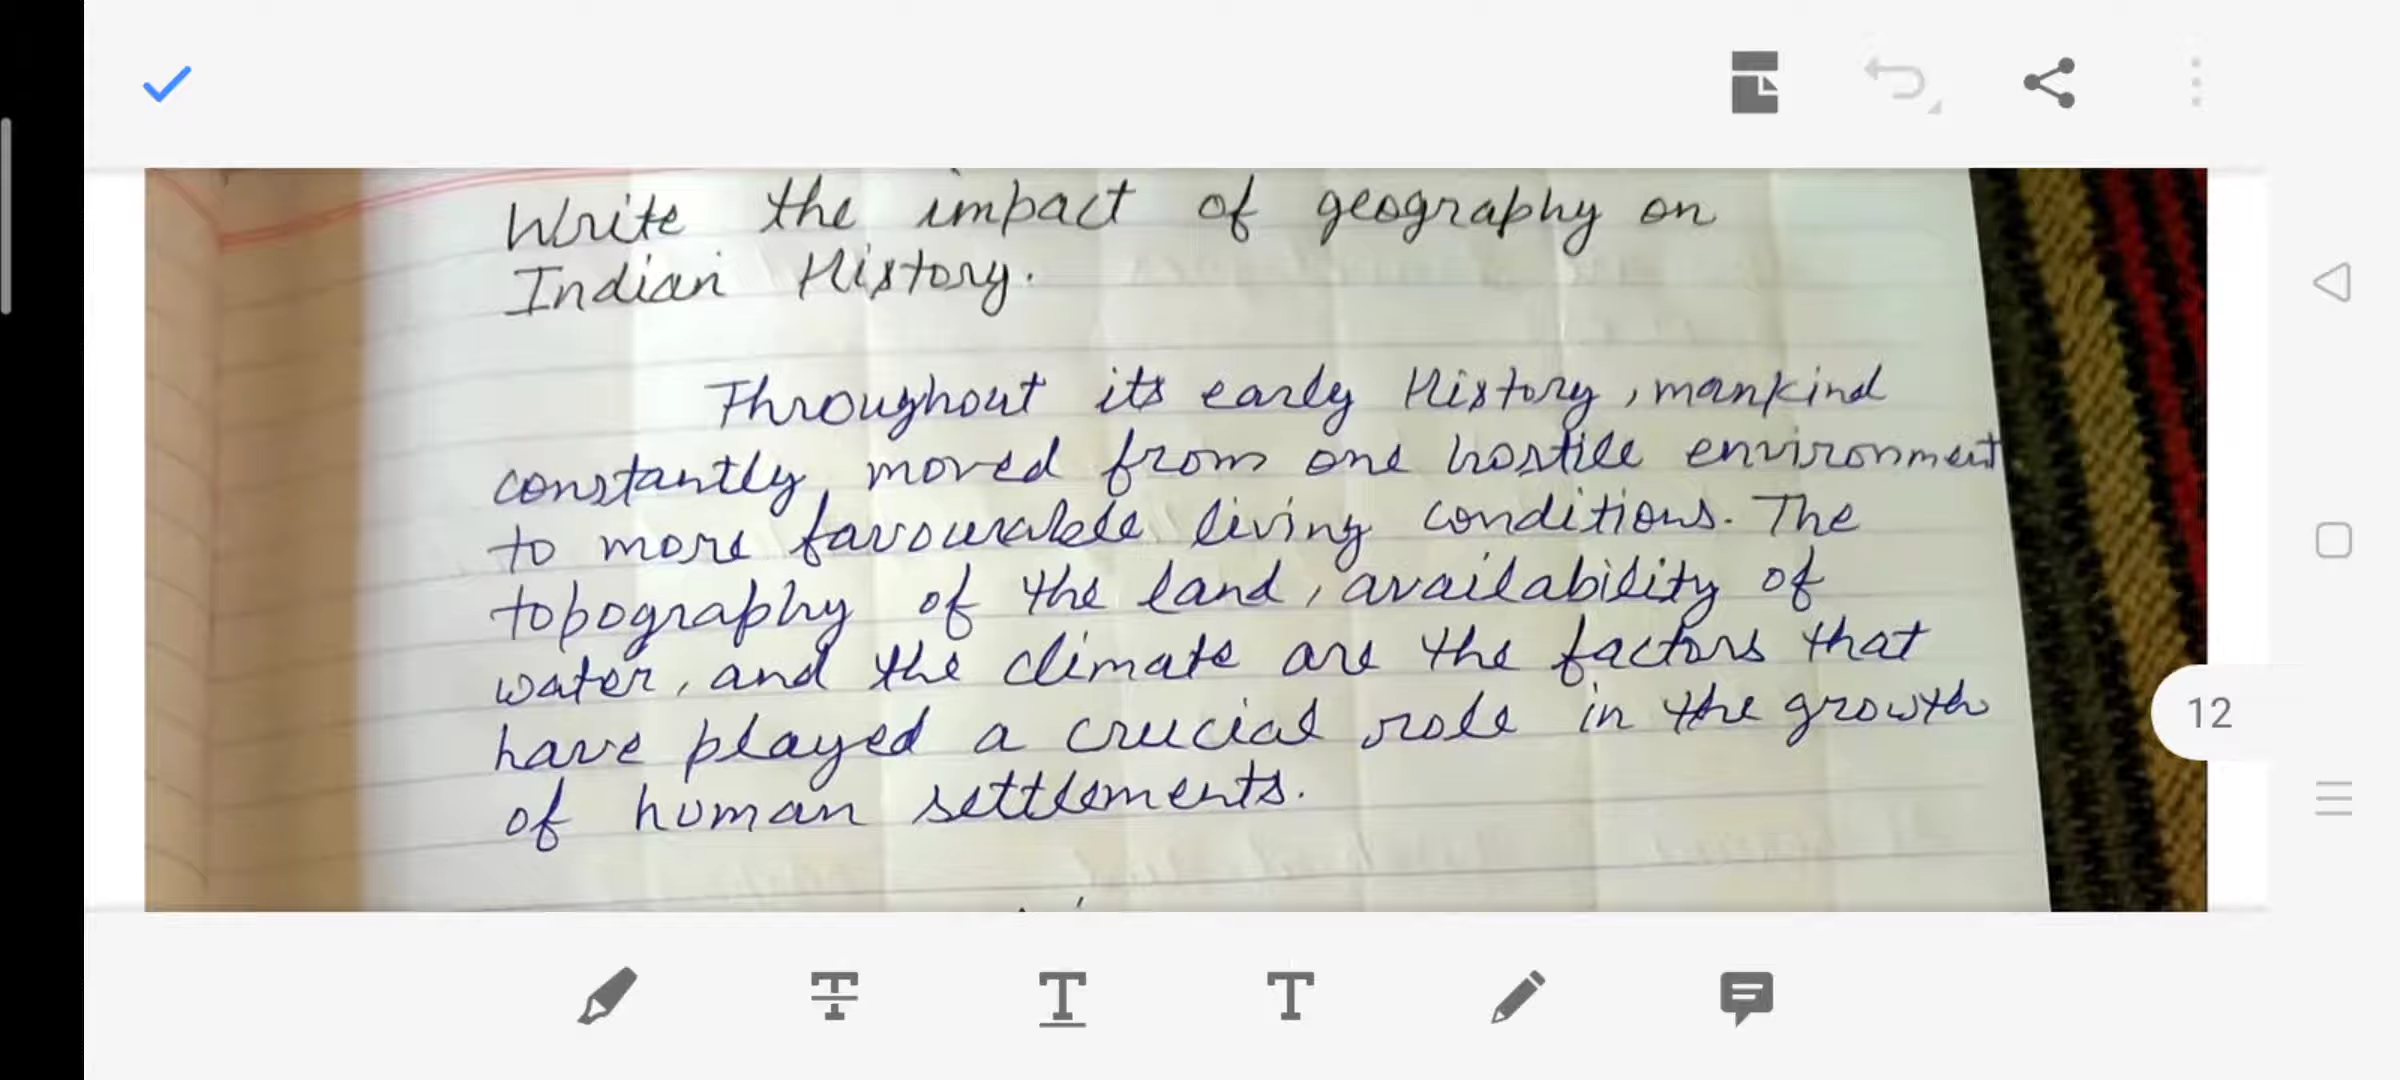 Write the impact of geography on
Indian History.
Throughout its early History, mankind
constantly moved from one hostile environment
to more favourable living conditions. The
topography of the land, availability of
water, and the climate are the factors that
have played a crucial role in the growth
of human settlements.
12